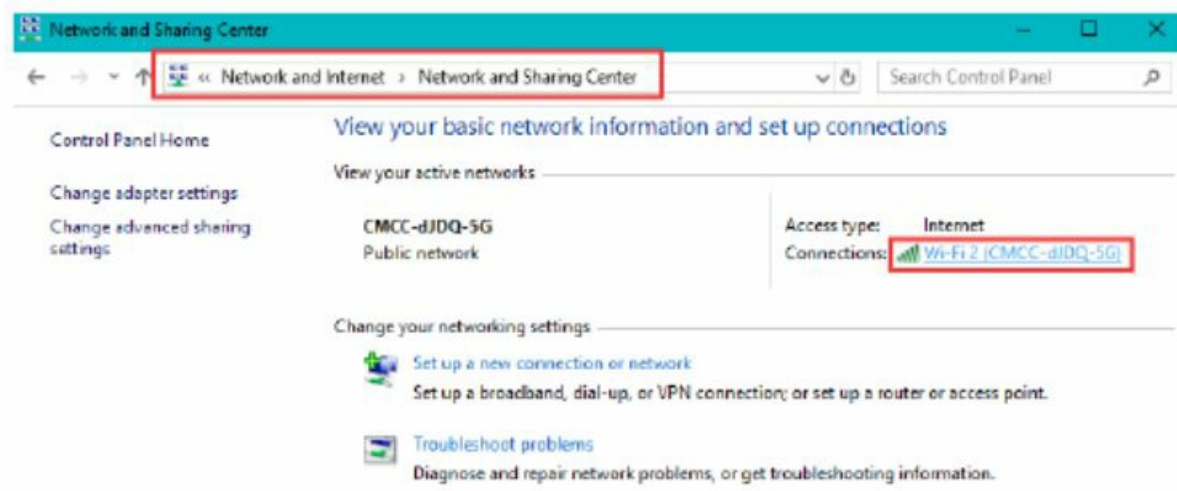 Network and Sharing Center
« Network and Internet › Network and Sharing Center
Search Control Panel
Control Panel Home
Change adapter settings
Change advanced sharing
settings
View your basic network information and set up connections
View your active networks
CMCC-dJDQ-5G
Public network
Access type: Internet
Connections: Wi-Fi 2 (CMCC-dJDQ-5G)
Change your networking settings
Set up a new connection or network
Set up a broadband, dial-up, or VPN connection; or set up a router or access point.
Troubleshoot problems
Diagnose and repair network problems, or get troubleshooting information.